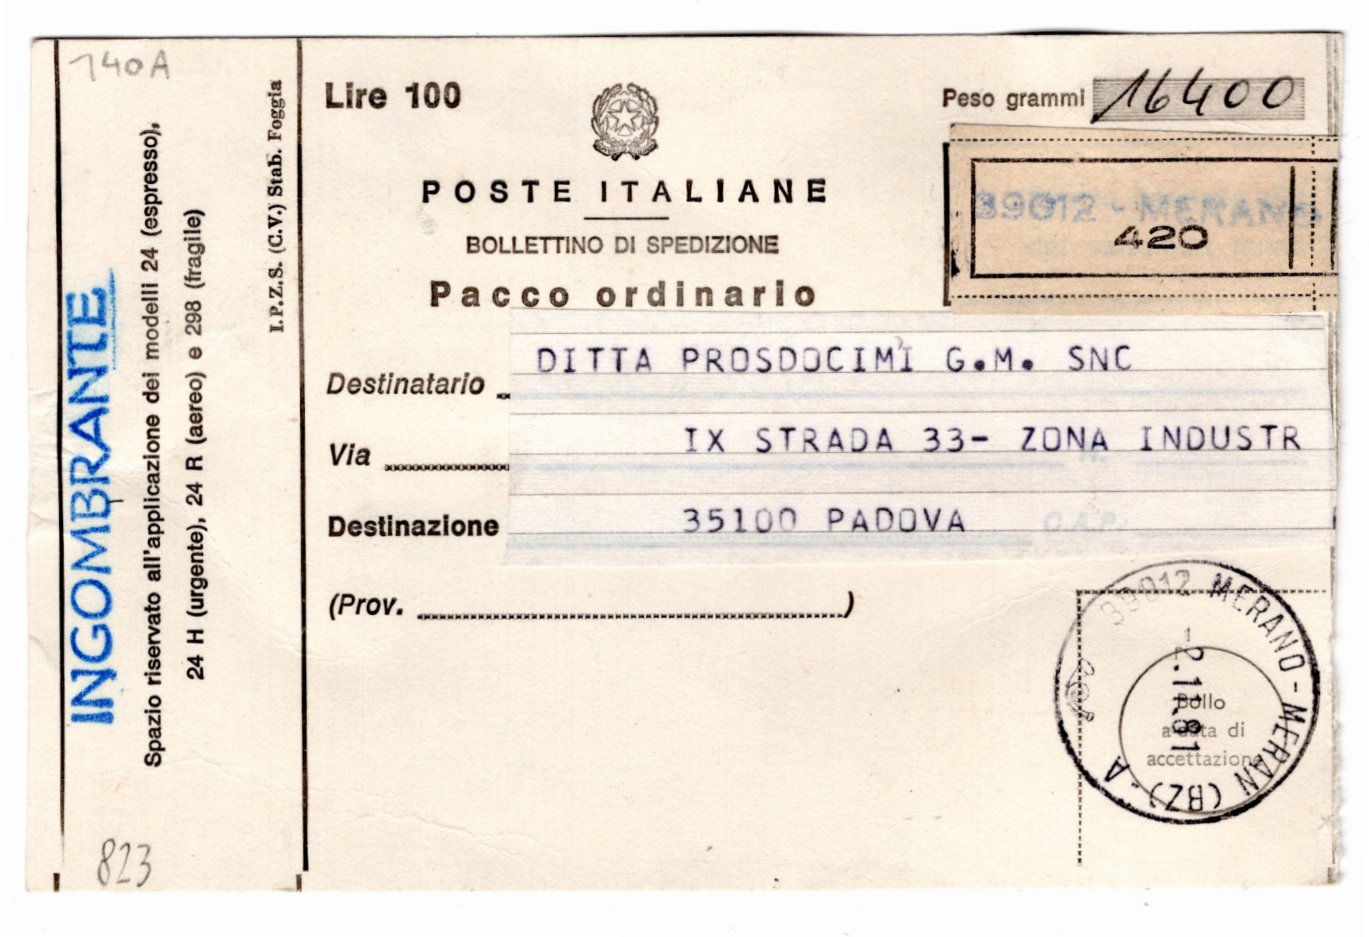 140A
INGOMBRANTE
Spazio riservato all'applicazione dei modelli 24 (espresso),
24 H (urgente), 24 R (aereo) e 298 (fragile)
823
I.P.Z.S. (C.V.) Stab. Foggia
Lire 100
Peso grammi 16400
POSTE ITALIANE
BOLLETTINO DI SPEDIZIONE
Pacco ordinario
39012 - MERANO
420
Destinatario DITTA PROSDOCIMI G.M. SNC
Via IX STRADA 33- ZONA INDUSTR
N.
Destinazione 35100 PADOVA
C.A.P.
(Prov. )
39012 MERANO - MERAN (BZ) - A
-2.11.81
Bollo
a data di
accettazione